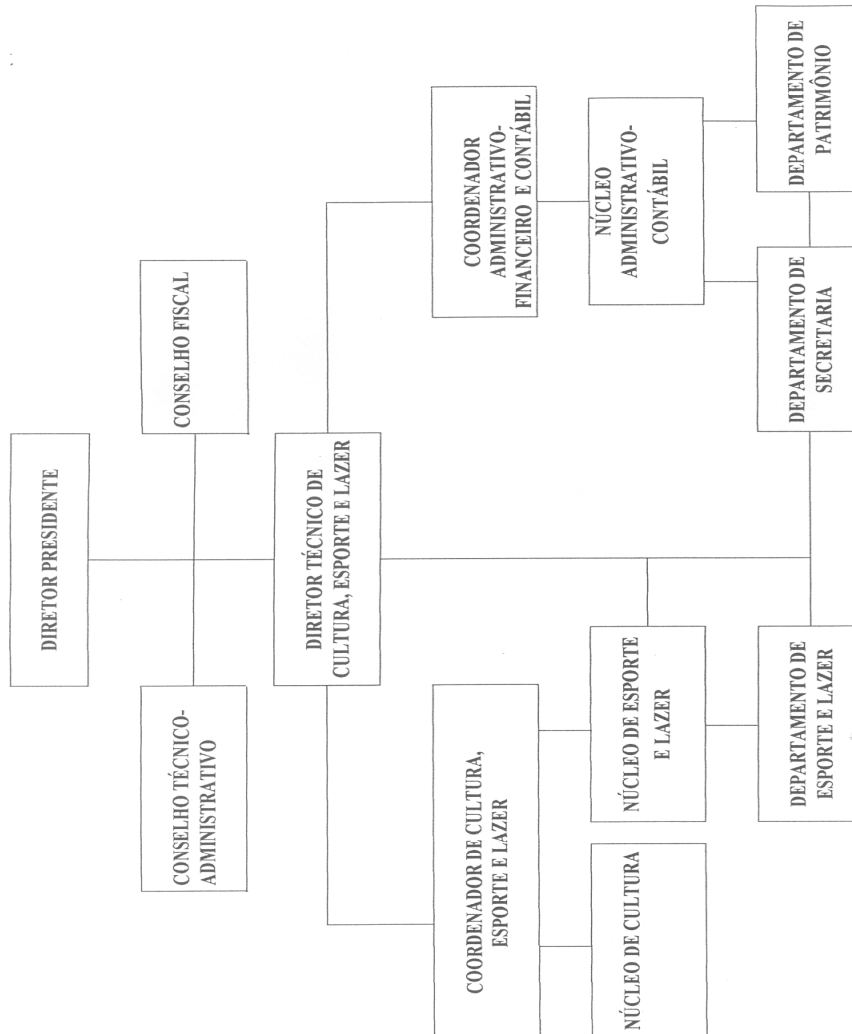 DIRETOR PRESIDENTE
CONSELHO TÉCNICO-
ADMINISTRATIVO
CONSELHO FISCAL
DIRETOR TÉCNICO DE
CULTURA, ESPORTE E LAZER
COORDENADOR DE CULTURA,
ESPORTE E LAZER
COORDENADOR
ADMINISTRATIVO-
FINANCEIRO E CONTÁBIL
NÚCLEO DE CULTURA
NÚCLEO DE ESPORTE
E LAZER
NÚCLEO
ADMINISTRATIVO-
CONTÁBIL
DEPARTAMENTO DE
ESPORTE E LAZER
DEPARTAMENTO DE
SECRETARIA
DEPARTAMENTO DE
PATRIMÔNIO